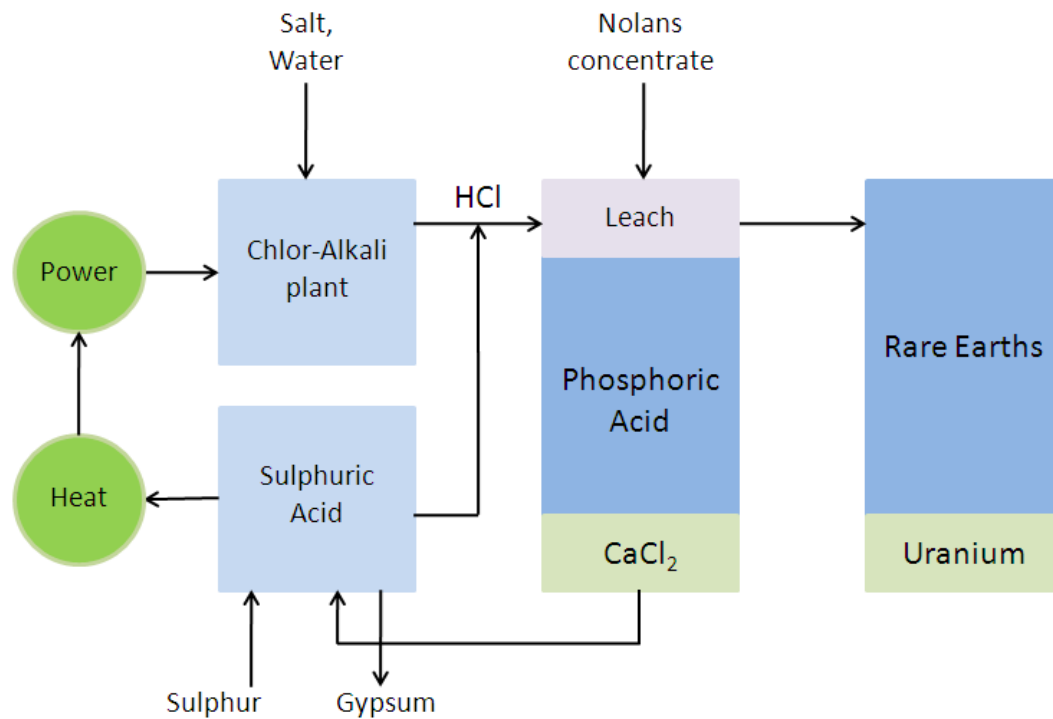 Salt,
Water
Nolans
concentrate
HCl
Leach
Chlor-Alkali
plant
Power
Rare Earths
Phosphoric
Acid
Sulphuric
Acid
Heat
CaCl₂
Uranium
Sulphur
Gypsum